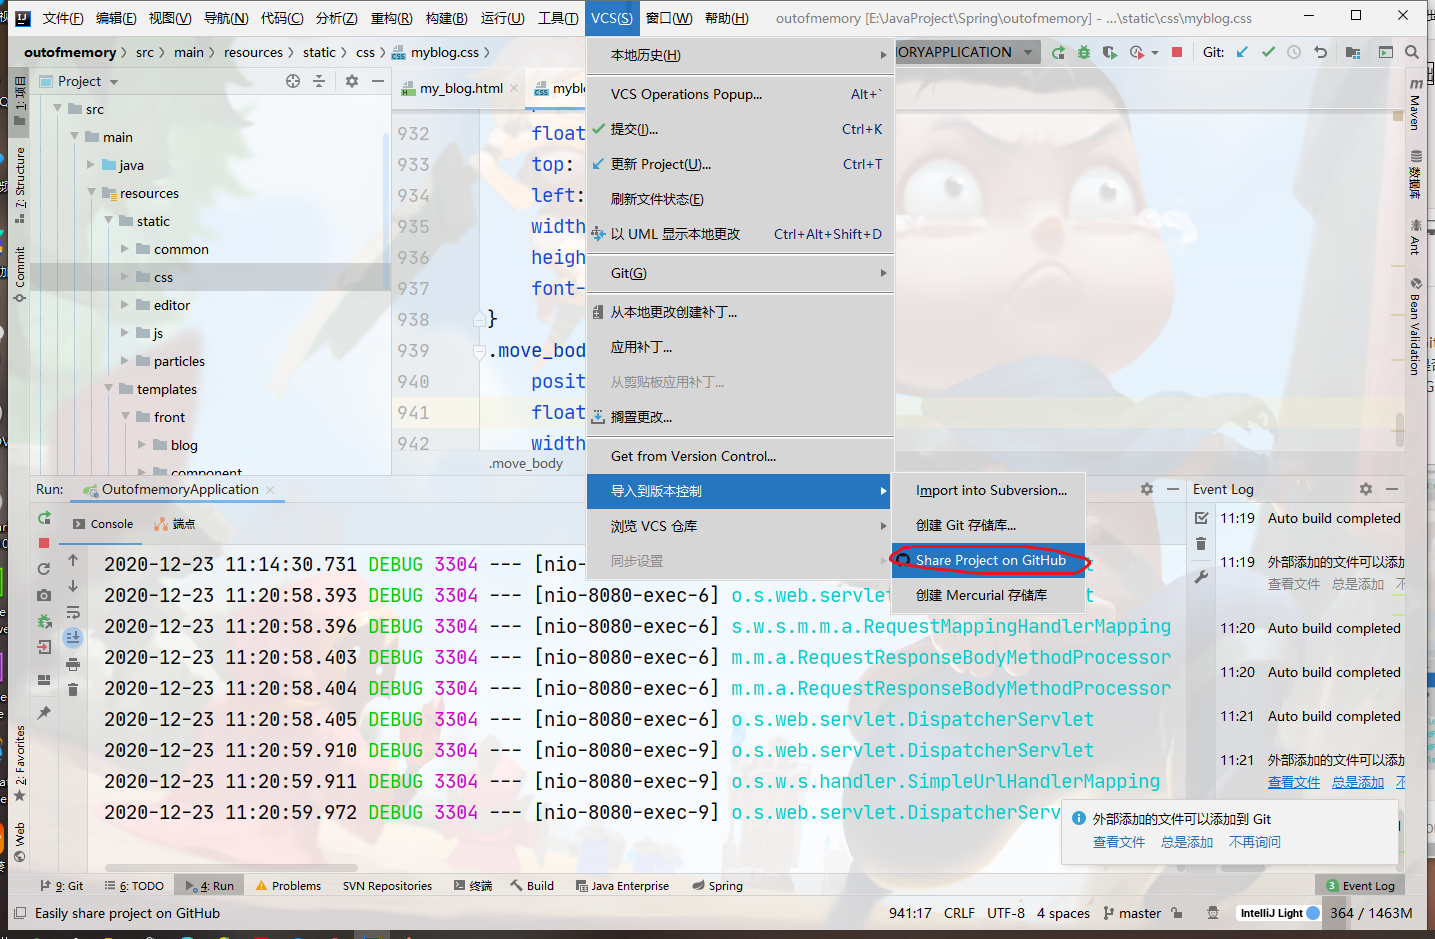 文件(F) 编辑(E) 视图(V) 导航(N) 代码(C) 分析(Z) 重构(R) 构建(B) 运行(U) 工具(T) VCS(S) 窗口(W) 帮助(H) outofmemory [E:\JavaProject\Spring\outofmemory] - ...\static\css\myblog.css
outofmemory src main resources static css myblog.css
ORYAPPLICATION Git:
Project
my_blog.html
myblo
1: 项目
7: Structure
Commit
2: Favorites
Web
src
main
java
resources
static
common
css
editor
js
particles
templates
front
blog
component
932 float
933 top:
934 left:
935 width
936 heigh
937 font-
938 }
939 .move_bod
940 posit
941 float
942 width
.move_body
本地历史(H)
VCS Operations Popup... Alt+`
提交(I)... Ctrl+K
更新 Project(U)... Ctrl+T
刷新文件状态(E)
以 UML 显示本地更改 Ctrl+Alt+Shift+D
Git(G)
从本地更改创建补丁...
应用补丁...
从剪贴板应用补丁...
搁置更改...
Get from Version Control...
导入到版本控制
浏览 VCS 仓库
同步设置
Import into Subversion...
创建 Git 存储库...
Share Project on GitHub
创建 Mercurial 存储库
Maven
数据库
Ant
Bean Validation
Run: OutofmemoryApplication
Console 端点
2020-12-23 11:14:30.731 DEBUG 3304 --- [nio-
2020-12-23 11:20:58.393 DEBUG 3304 --- [nio-8080-exec-6] o.s.web.servlet
2020-12-23 11:20:58.396 DEBUG 3304 --- [nio-8080-exec-6] s.w.s.m.m.a.RequestMappingHandlerMapping
2020-12-23 11:20:58.403 DEBUG 3304 --- [nio-8080-exec-6] m.m.a.RequestResponseBodyMethodProcessor
2020-12-23 11:20:58.404 DEBUG 3304 --- [nio-8080-exec-6] m.m.a.RequestResponseBodyMethodProcessor
2020-12-23 11:20:58.405 DEBUG 3304 --- [nio-8080-exec-6] o.s.web.servlet.DispatcherServlet
2020-12-23 11:20:59.910 DEBUG 3304 --- [nio-8080-exec-9] o.s.web.servlet.DispatcherServlet
2020-12-23 11:20:59.911 DEBUG 3304 --- [nio-8080-exec-9] o.s.w.s.handler.SimpleUrlHandlerMapping
2020-12-23 11:20:59.972 DEBUG 3304 --- [nio-8080-exec-9] o.s.web.servlet.DispatcherServ
Event Log
11:19 Auto build completed
11:19 外部添加的文件可以添加
查看文件 总是添加 不
11:20 Auto build completed
11:20 Auto build completed
11:21 Auto build completed
11:21 外部添加的文件可以添加
查看文件 总是添加 不
外部添加的文件可以添加到 Git
查看文件 总是添加 不再询问
9: Git 6: TODO 4: Run Problems SVN Repositories 终端 Build Java Enterprise Spring 3 Event Log
Easily share project on GitHub 941:17 CRLF UTF-8 4 spaces master IntelliJ Light 364 / 1463M